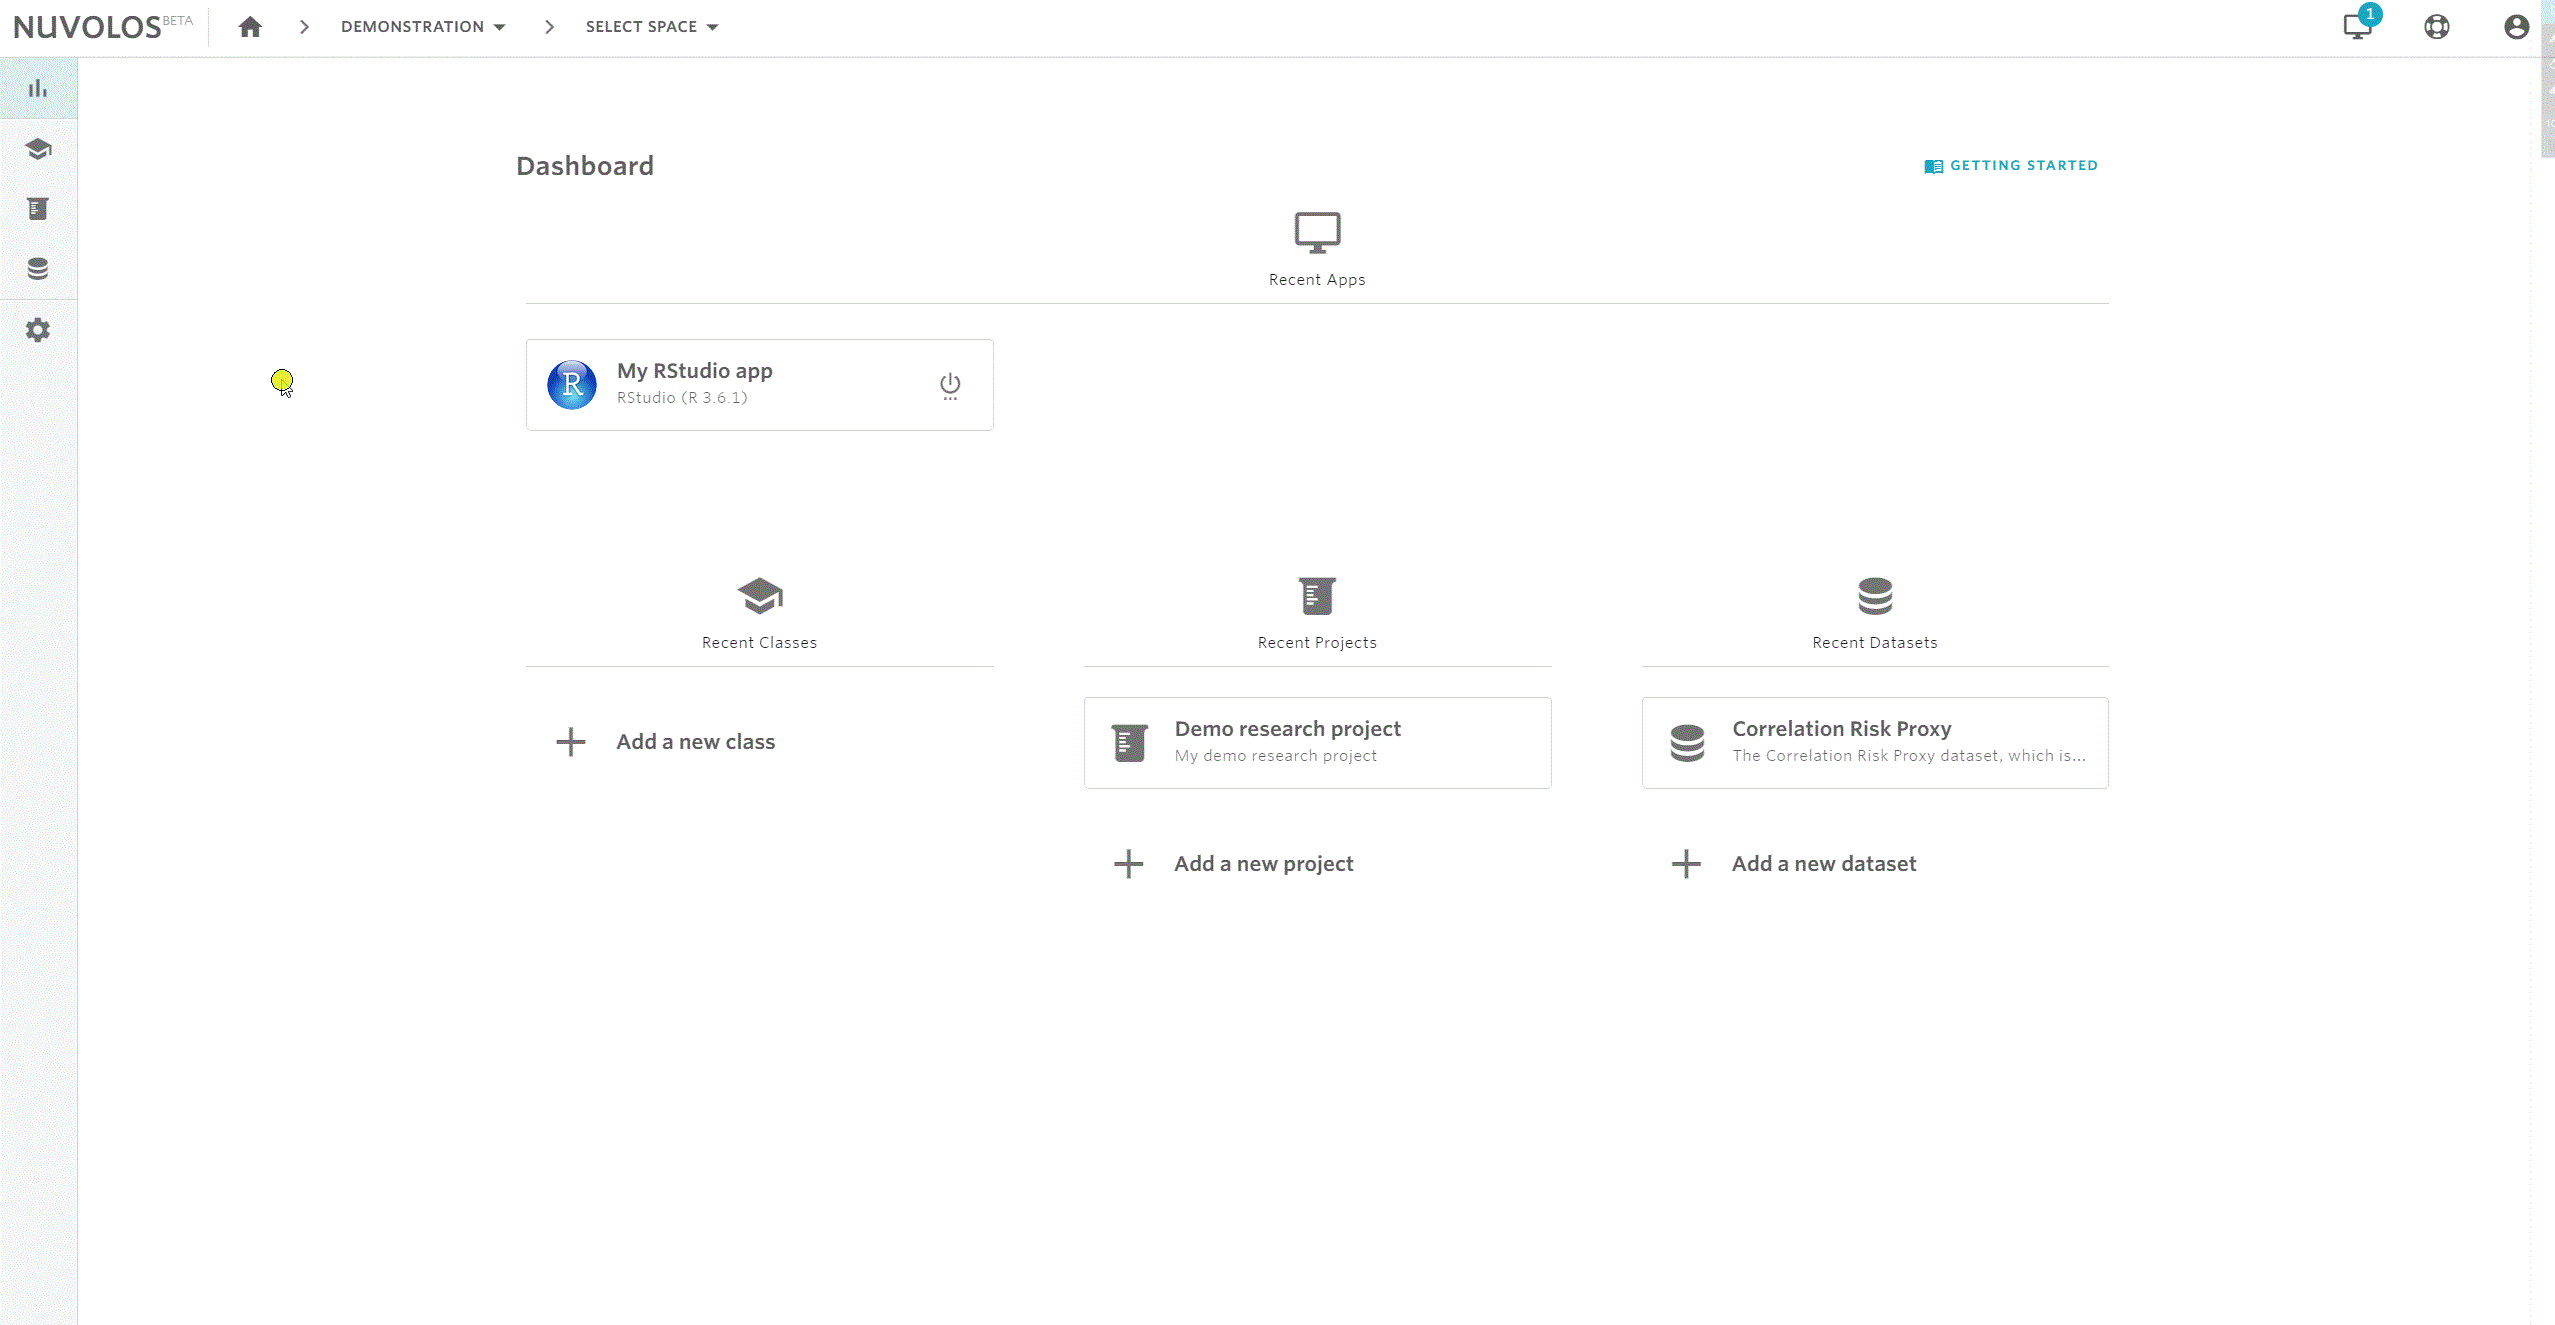 NUVOLOS BETA
DEMONSTRATION
SELECT SPACE
1
Dashboard
GETTING STARTED
Recent Apps
My RStudio app
RStudio (R 3.6.1)
R
Recent Classes
Recent Projects
Recent Datasets
Add a new class
Demo research project
My demo research project
Correlation Risk Proxy
The Correlation Risk Proxy dataset, which is...
Add a new project
Add a new dataset